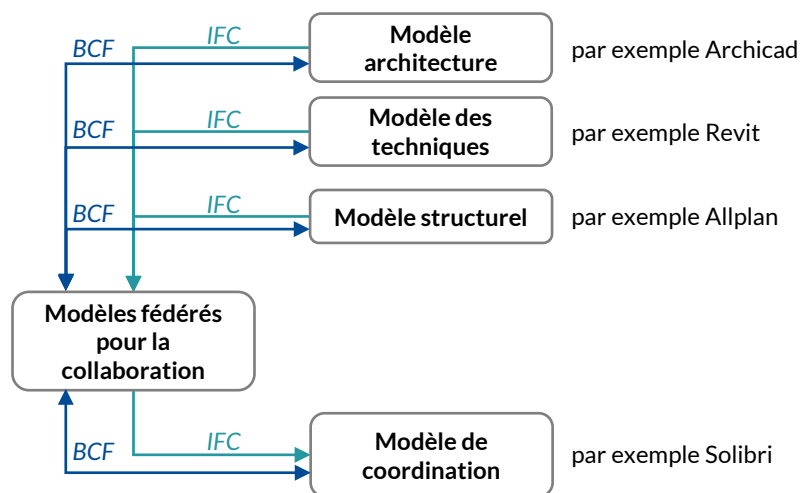 BCF
IFC
Modèle
architecture
par exemple Archicad
BCF
IFC
Modèle des
techniques
par exemple Revit
BCF
IFC
Modèle structurel
par exemple Allplan
Modèles fédérés
pour la
collaboration
BCF
IFC
Modèle de
coordination
par exemple Solibri